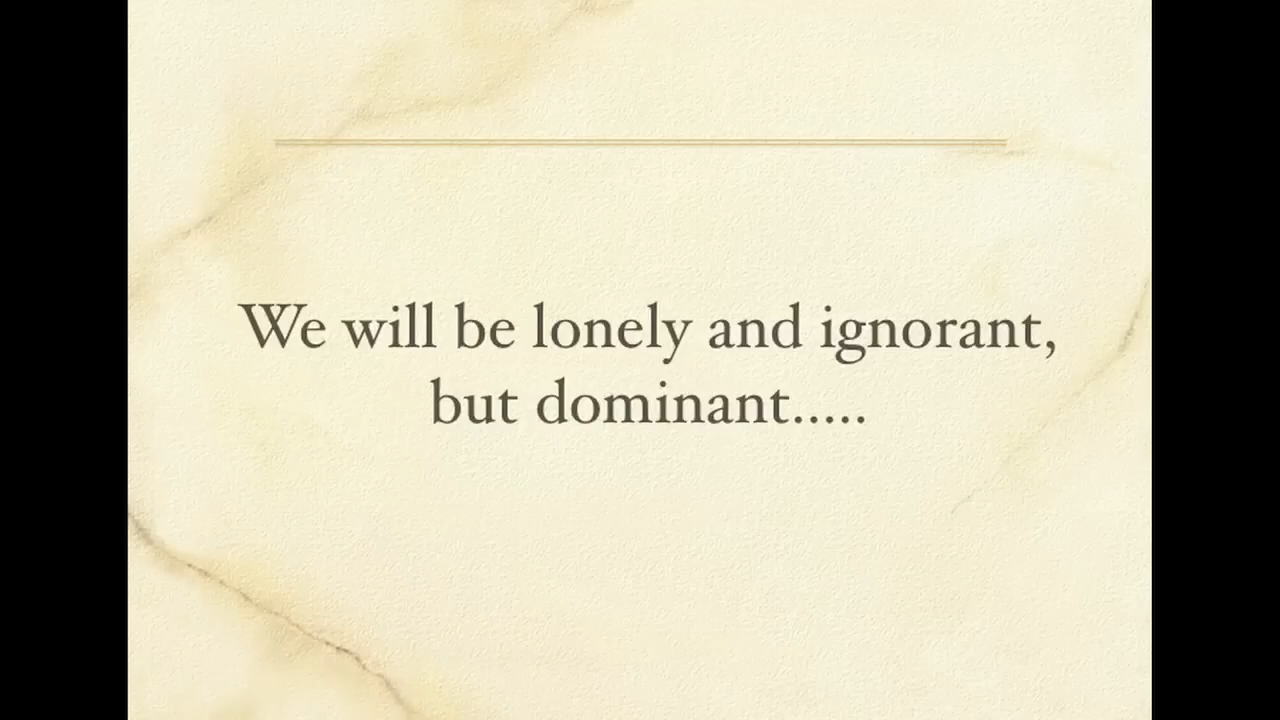 We will be lonely and ignorant,
but dominant.....